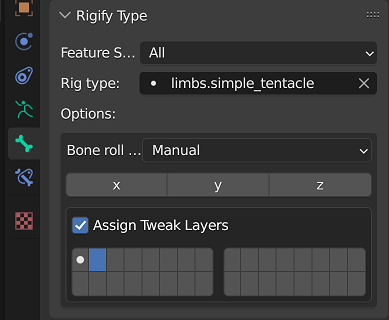 Rigify Type
Feature S... All
Rig type: limbs.simple_tentacle
Options:
Bone roll ... Manual
x y z
Assign Tweak Layers